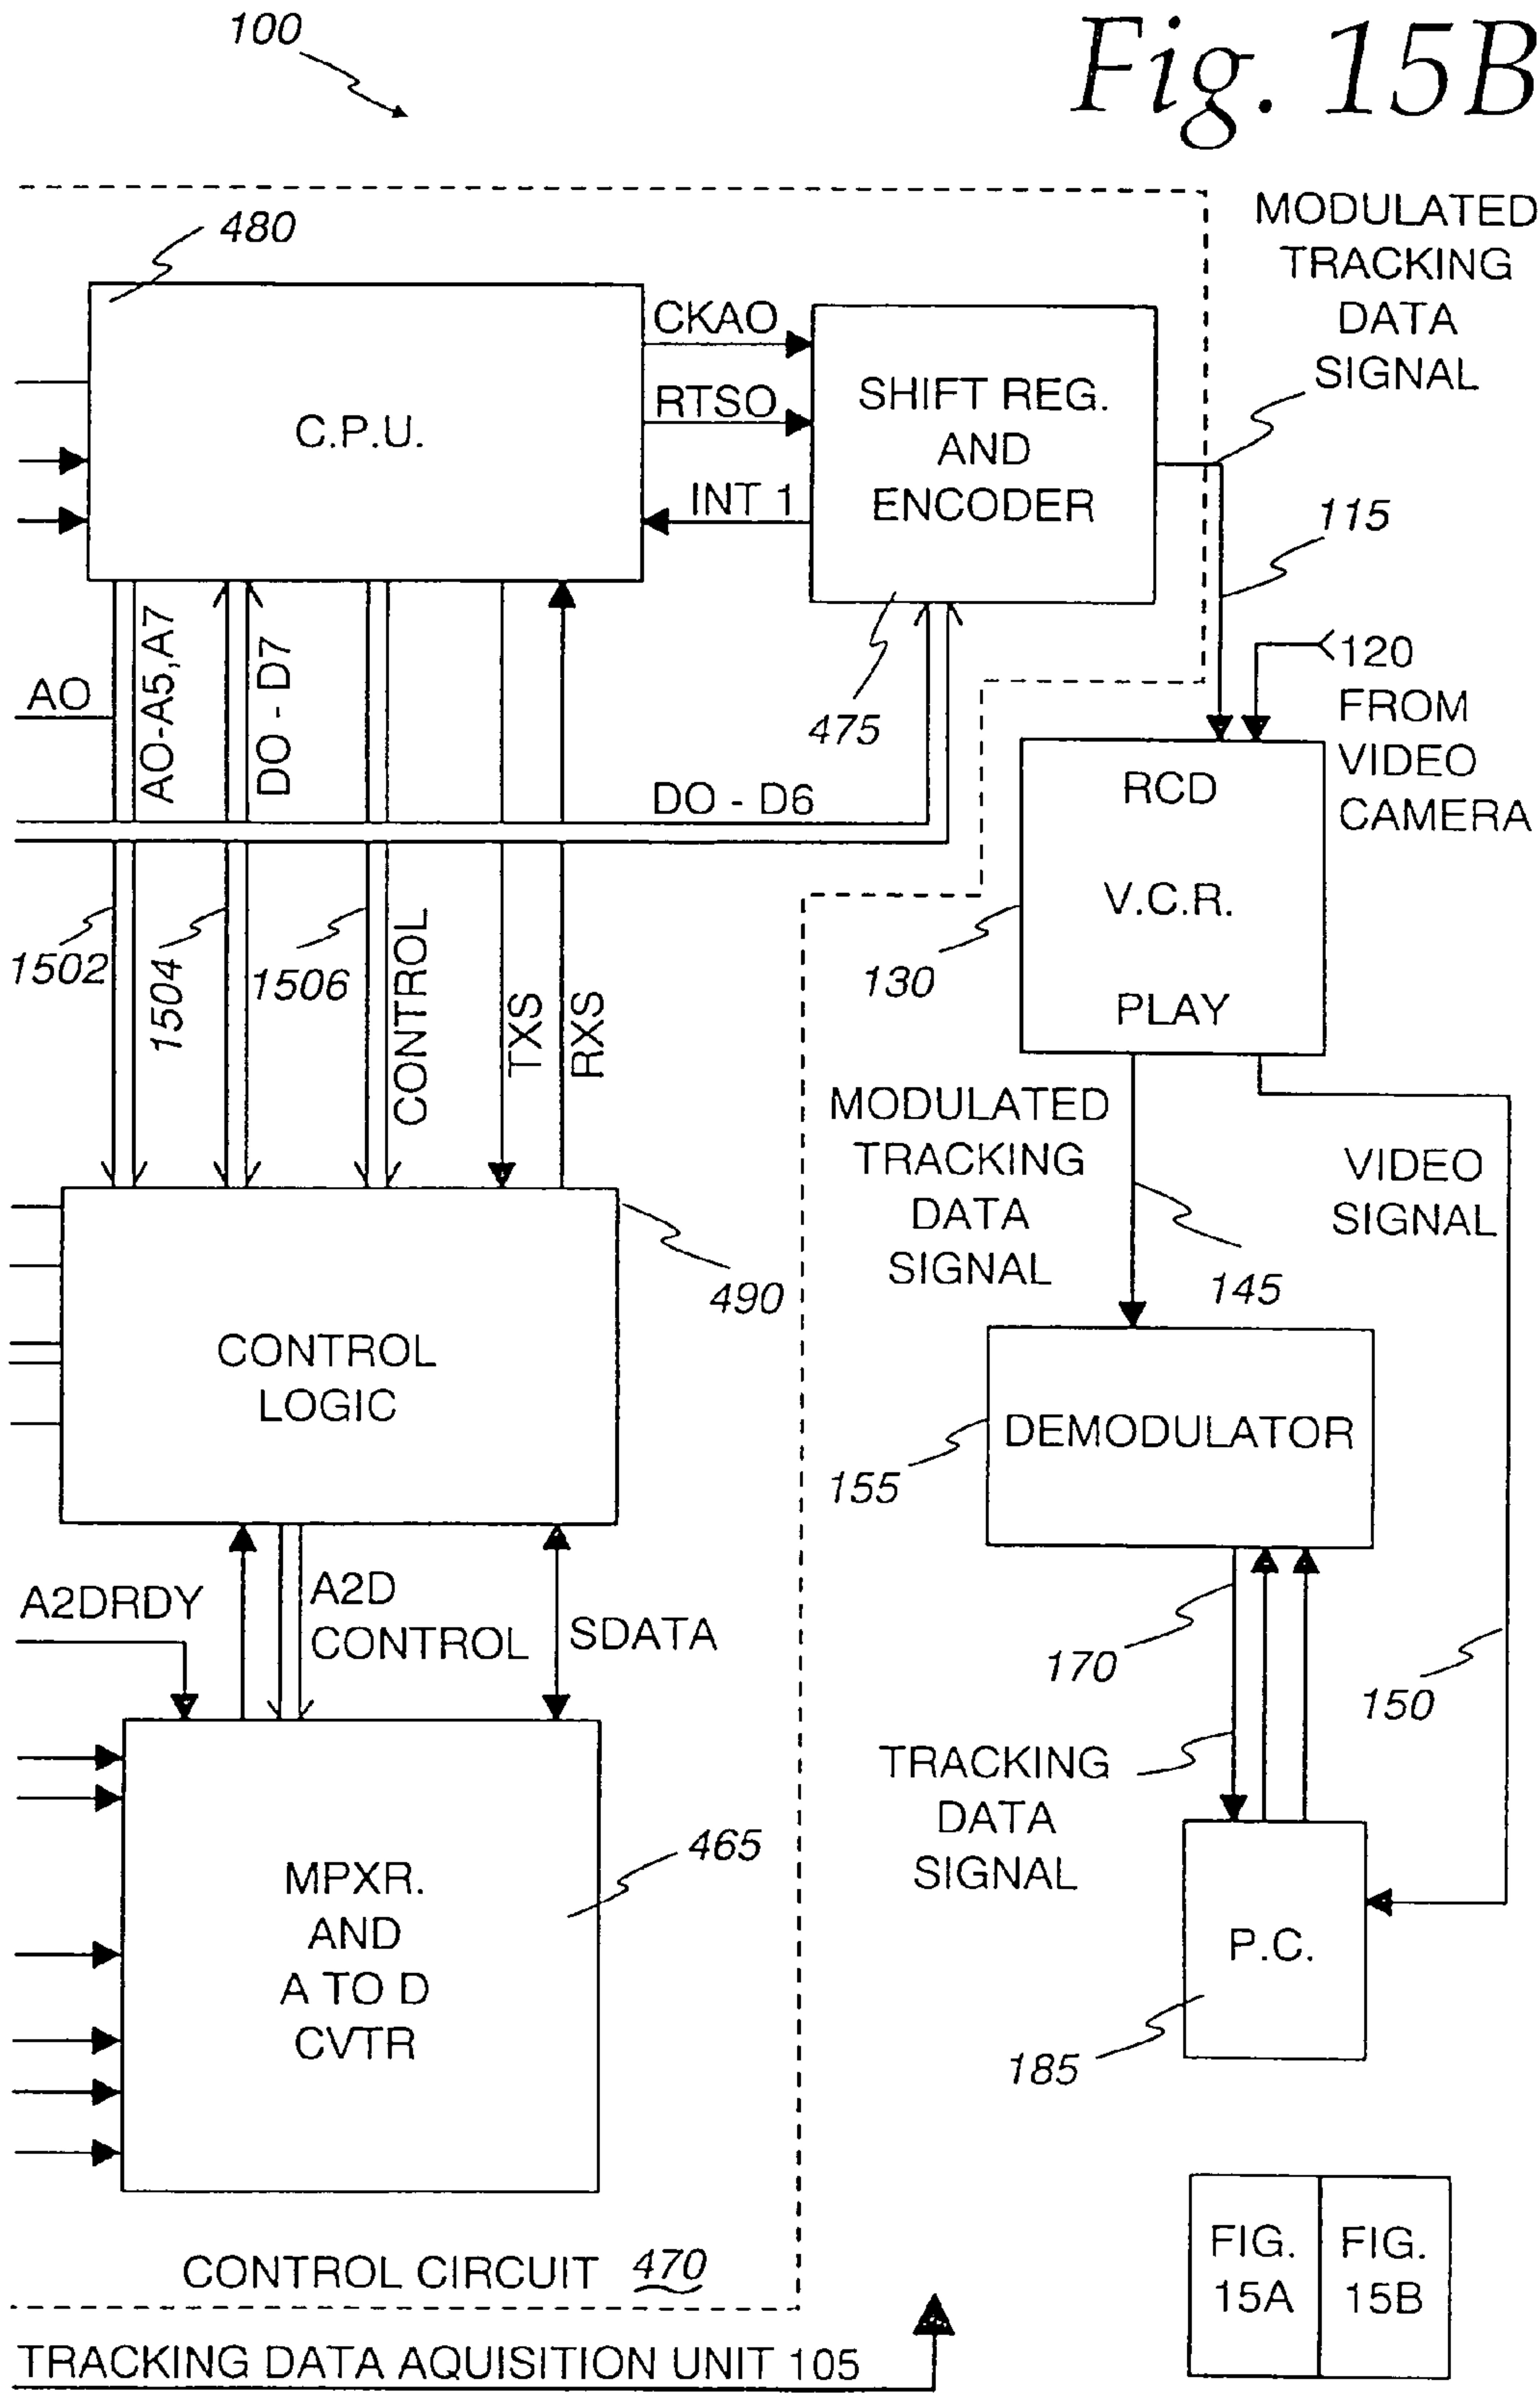 100
Fig. 15B
480
MODULATED
TRACKING
DATA
SIGNAL
C.P.U.
CKAO
RTSO
INT 1
SHIFT REG.
AND
ENCODER
475
115
120
FROM
VIDEO
CAMERA
AO
AO-A5,A7
DO - D7
DO - D6
RCD
V.C.R.
PLAY
130
1502
1504
1506
CONTROL
TXS
RXS
MODULATED
TRACKING
DATA
SIGNAL
145
VIDEO
SIGNAL
490
CONTROL
LOGIC
DEMODULATOR
155
A2DRDY
A2D
CONTROL
SDATA
170
150
TRACKING
DATA
SIGNAL
465
MPXR.
AND
A TO D
CVTR
P.C.
185
CONTROL CIRCUIT 470
TRACKING DATA AQUISITION UNIT 105
FIG.
15A
FIG.
15B